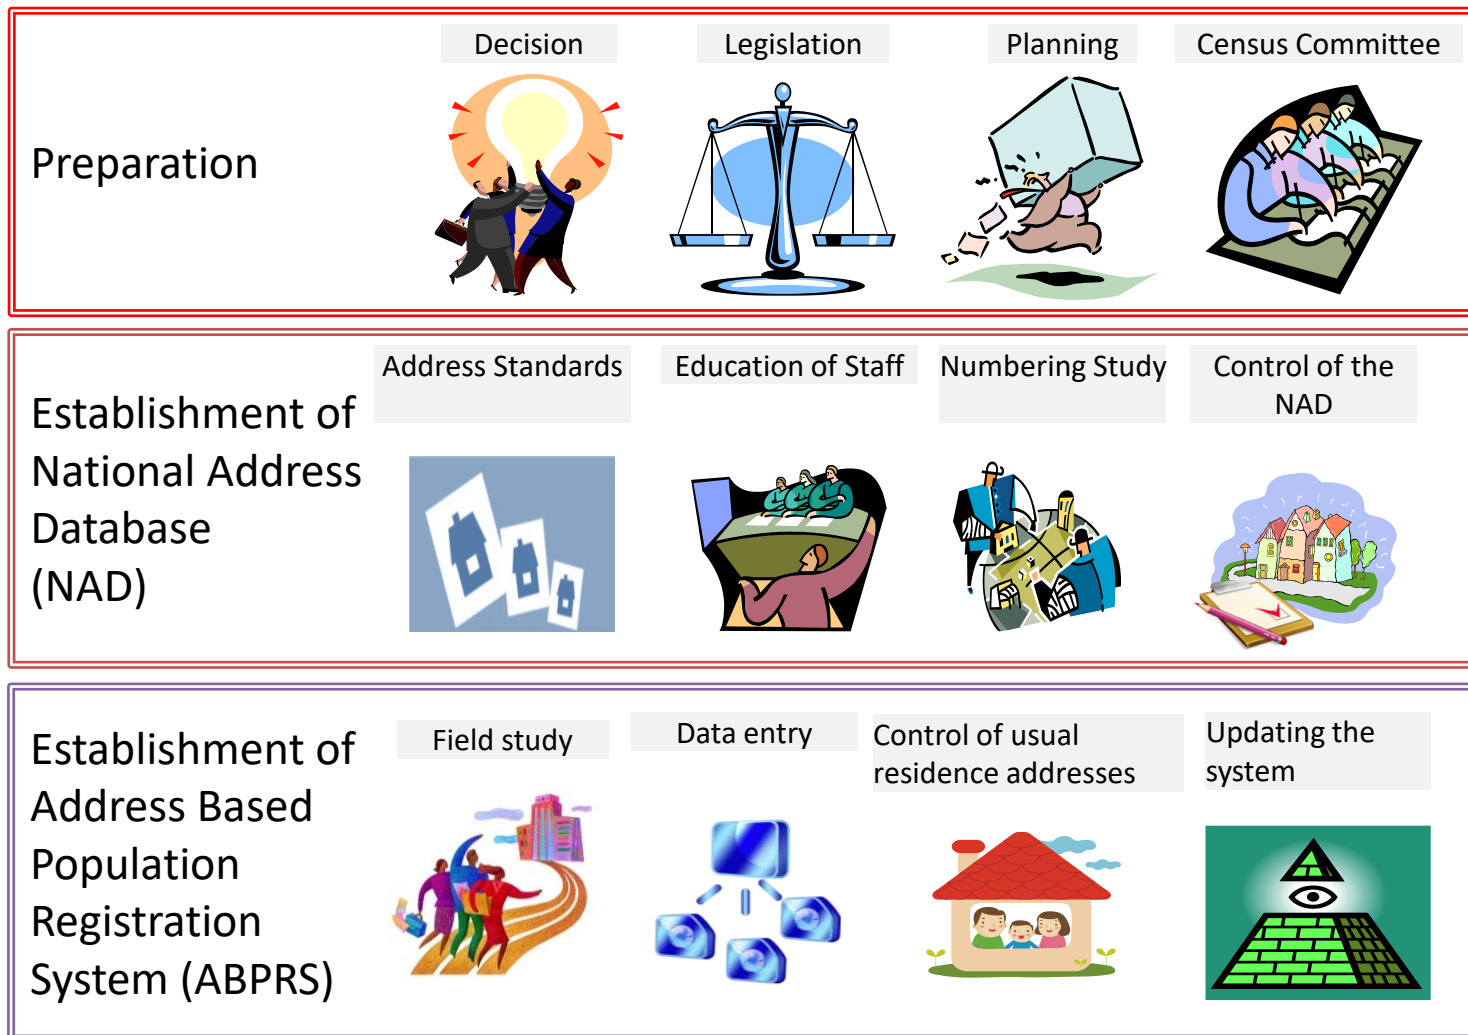 Preparation
Decision
Legislation
Planning
Census Committee
Establishment of
National Address
Database
(NAD)
Address Standards
Education of Staff
Numbering Study
Control of the
NAD
Establishment of
Address Based
Population
Registration
System (ABPRS)
Field study
Data entry
Control of usual
residence addresses
Updating the
system